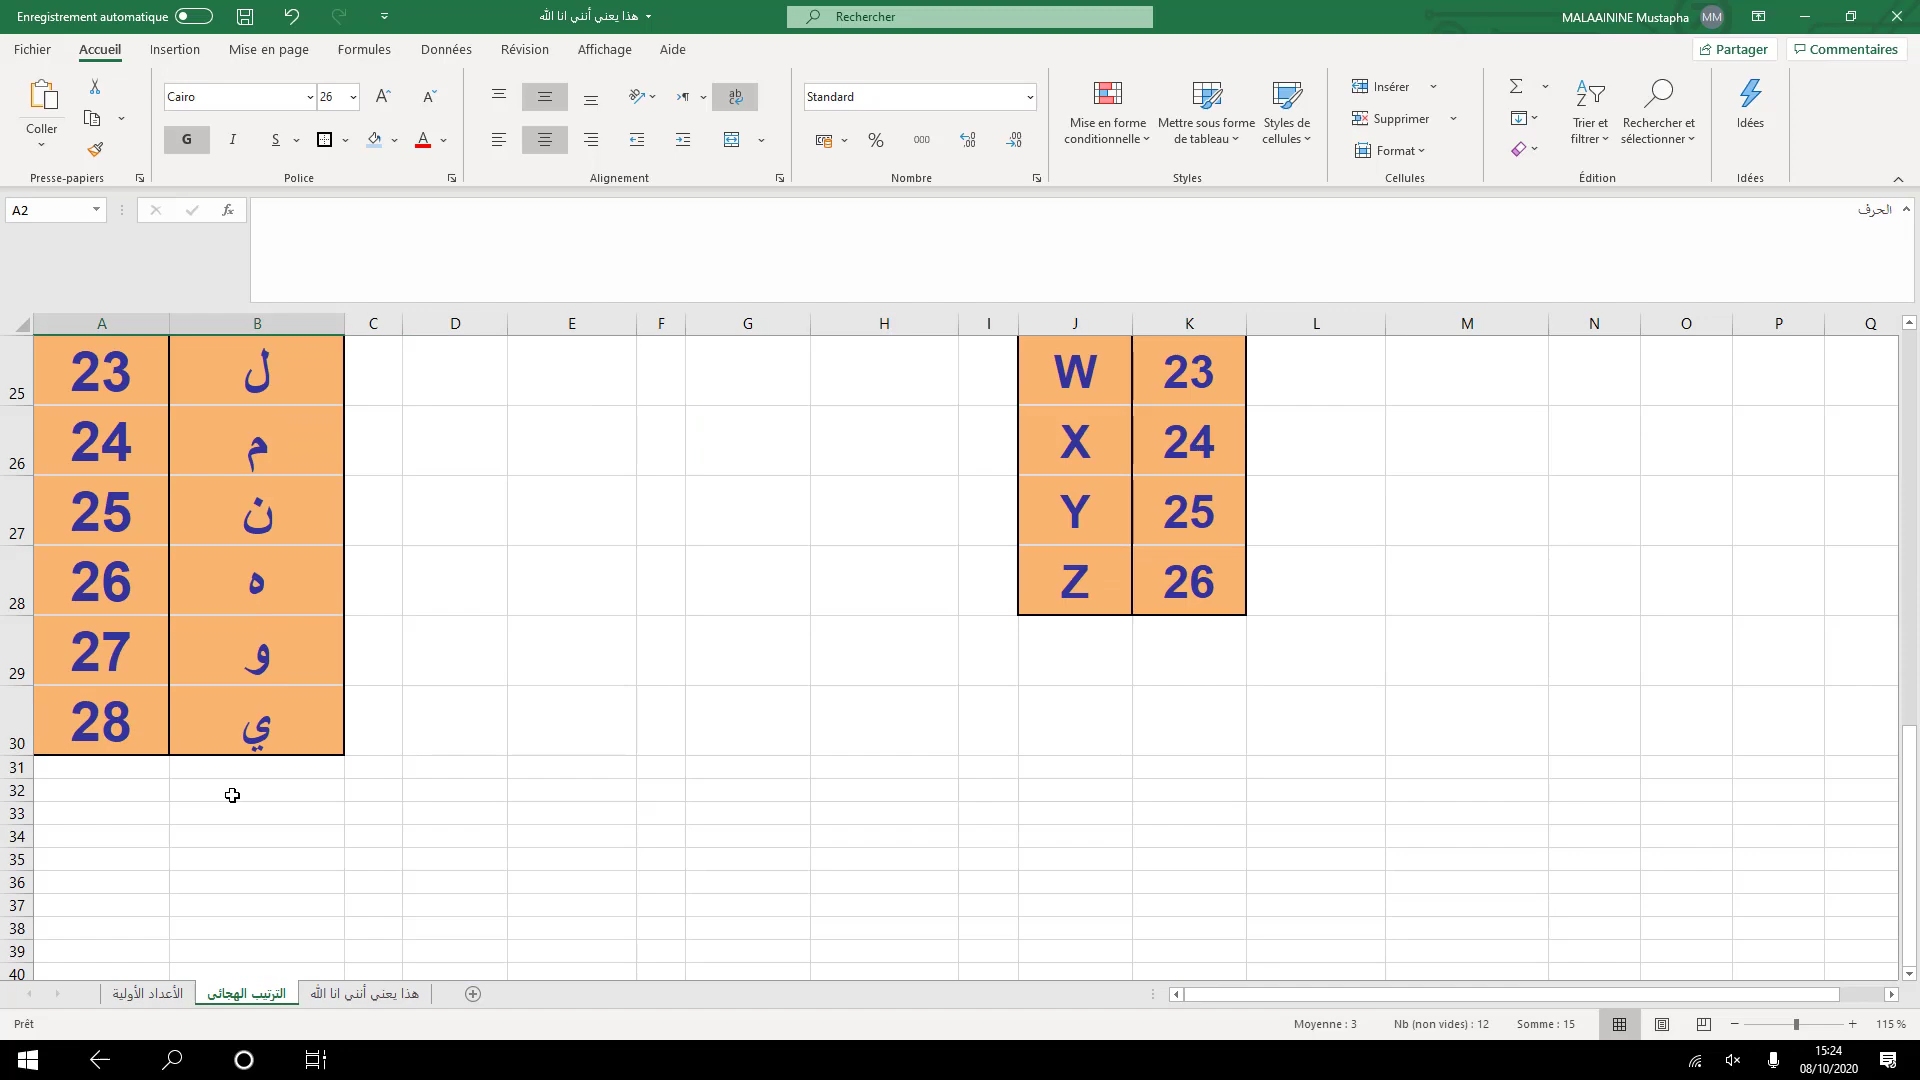 Enregistrement automatique
هذا يعني أنني انا الله
Rechercher
MALAAININE Mustapha
MM
Fichier
Accueil
Insertion
Mise en page
Formules
Données
Révision
Affichage
Aide
Partager
Commentaires
Coller
Presse-papiers
Cairo
26
G
I
S
A
Police
ab
Alignement
Standard
%
000
Nombre
Mise en forme
conditionnelle
Mettre sous forme
de tableau
Styles de
cellules
Styles
Insérer
Supprimer
Format
Cellules
Trier et
filtrer
Rechercher et
sélectionner
Édition
Idées
Idées
A2
fx
الحرف
A B C D E F G H I J K L M N O P Q
25 23 ل W 23
26 24 م X 24
27 25 ن Y 25
28 26 ه Z 26
29 27 و
30 28 ي
31
32
33
34
35
36
37
38
39
40
الأعداد الأولية
الترتيب الهجائي
هذا يعني أنني انا الله
Prêt
Moyenne : 3
Nb (non vides) : 12
Somme : 15
115 %
15:24
08/10/2020